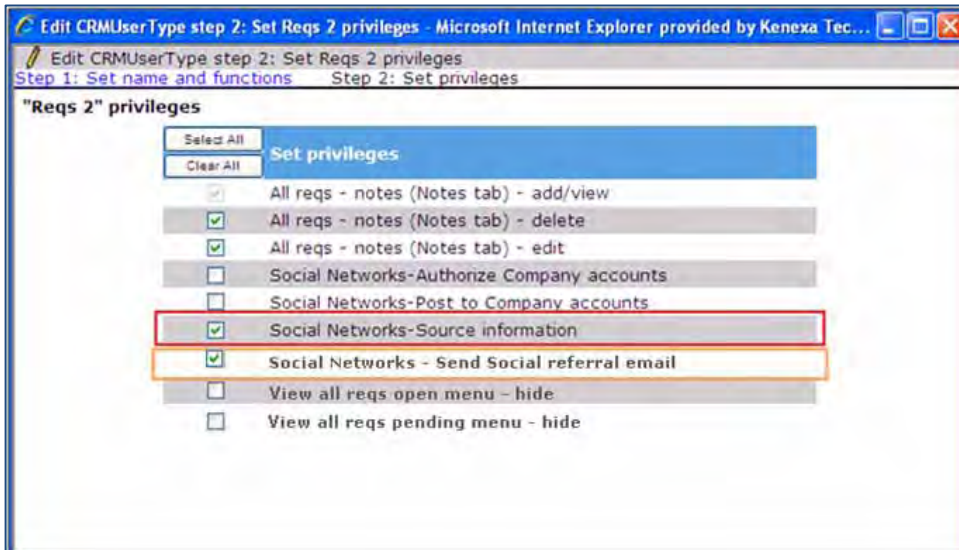 Edit CRMUserType step 2: Set Reqs 2 privileges - Microsoft Internet Explorer provided by Kenexa Tec...
Edit CRMUserType step 2: Set Reqs 2 privileges
Step 1: Set name and functions Step 2: Set privileges
"Reqs 2" privileges
Select All
Clear All
Set privileges
All reqs - notes (Notes tab) - add/view
All reqs - notes (Notes tab) - delete
All reqs - notes (Notes tab) - edit
Social Networks-Authorize Company accounts
Social Networks-Post to Company accounts
Social Networks-Source information
Social Networks - Send Social referral email
View all reqs open menu - hide
View all reqs pending menu - hide